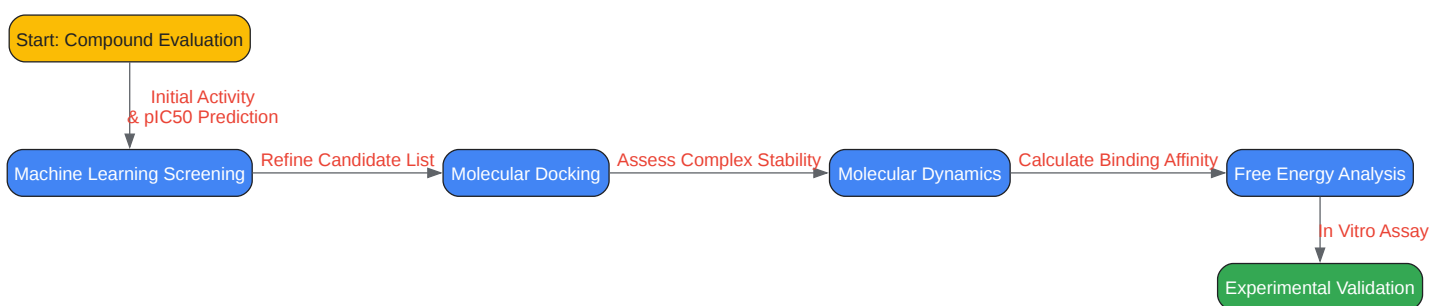 Start: Compound Evaluation
Initial Activity
& pIC50 Prediction
Machine Learning Screening
Refine Candidate List
Molecular Docking
Assess Complex Stability
Molecular Dynamics
Calculate Binding Affinity
Free Energy Analysis
In Vitro Assay
Experimental Validation